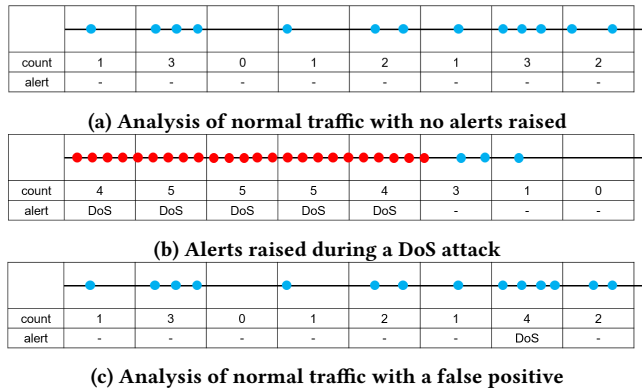 count 1 3 0 1 2 1 3 2
alert - - - - - - - -
(a) Analysis of normal traffic with no alerts raised
count 4 5 5 5 4 3 1 0
alert DoS DoS DoS DoS DoS - - -
(b) Alerts raised during a DoS attack
count 1 3 0 1 2 1 4 2
alert - - - - - - DoS -
(c) Analysis of normal traffic with a false positive